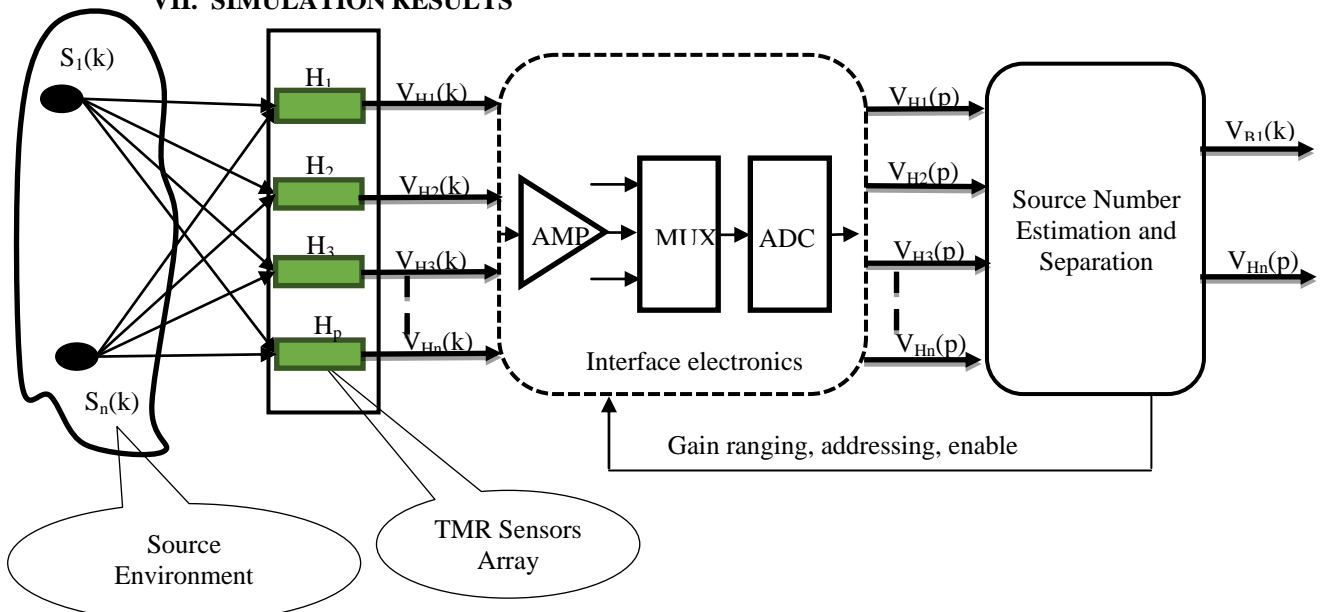 VII. SIMULATION RESULTS
S1(k)
H1
VH1(k)
VH1(p)
VB1(k)
H2
VH2(k)
VH2(p)
AMP
MUX
ADC
Source Number
Estimation and
Separation
H3
VH3(k)
VH3(p)
VHn(p)
Hp
VHn(k)
VHn(p)
Interface electronics
Sn(k)
Gain ranging, addressing, enable
TMR Sensors
Array
Source
Environment